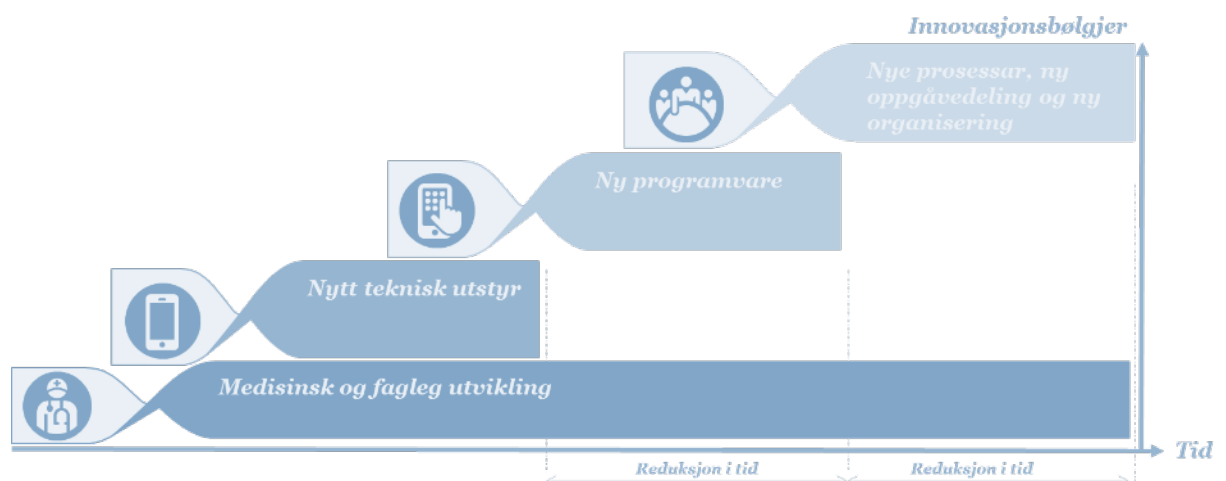 Innovasjonsbølgjer
Nye prosessar, ny
oppgåvedeling og ny
organisering
Ny programvare
Nytt teknisk utstyr
Medisinsk og fagleg utvikling
Tid
Reduksjon i tid
Reduksjon i tid